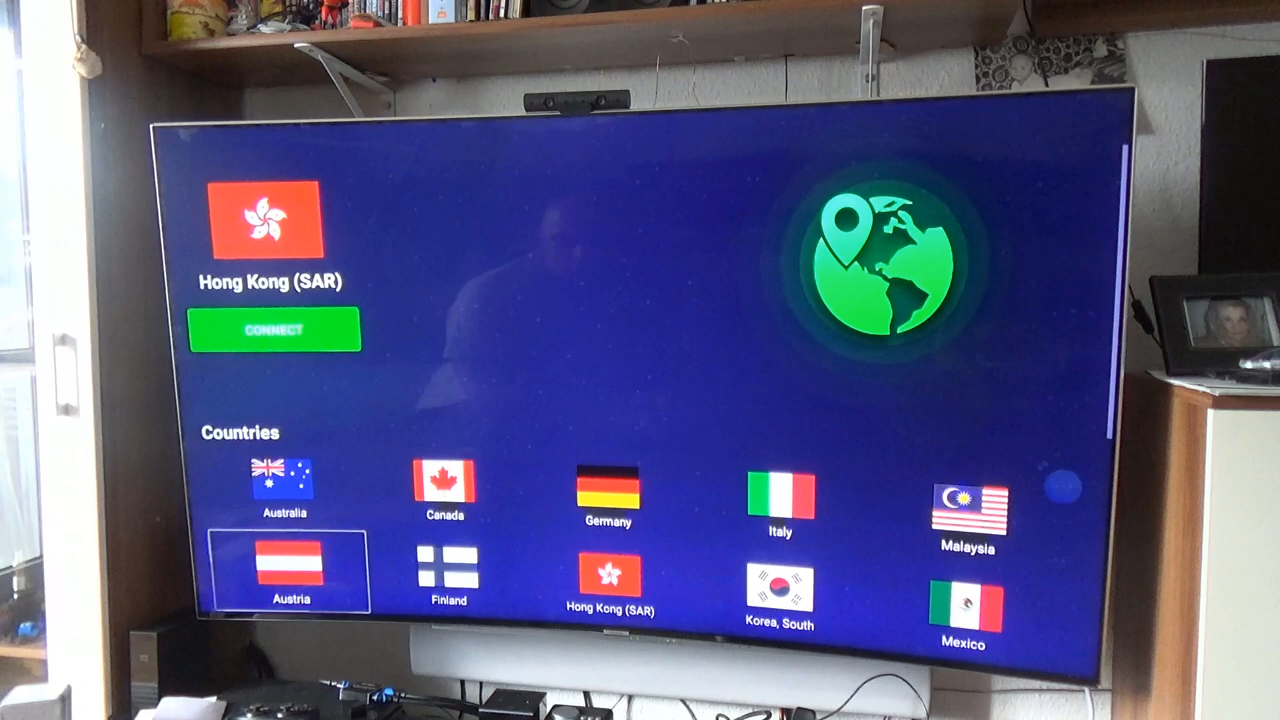 Hong Kong (SAR)
CONNECT
Countries
Australia
Canada
Germany
Italy
Malaysia
Austria
Finland
Hong Kong (SAR)
Korea, South
Mexico